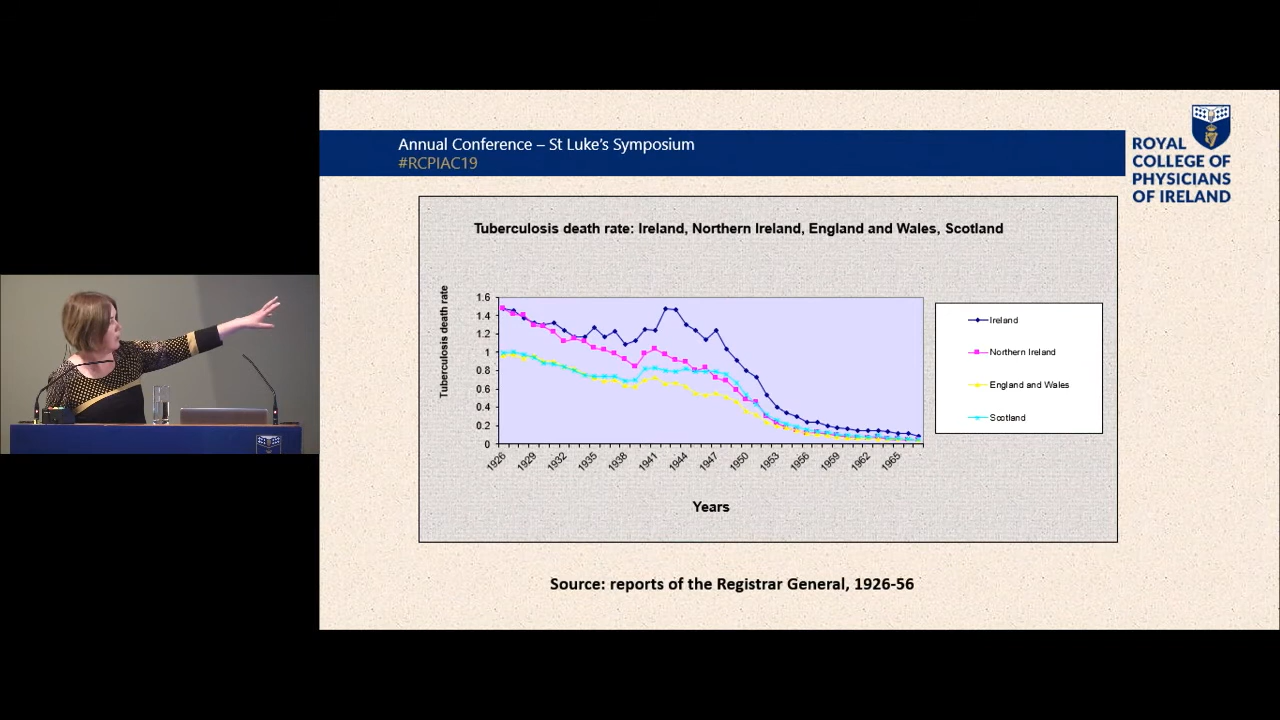 Annual Conference – St Luke's Symposium
#RCPIAC19
ROYAL
COLLEGE OF
PHYSICIANS
OF IRELAND
Tuberculosis death rate: Ireland, Northern Ireland, England and Wales, Scotland
Tuberculosis death rate
1.6
1.4
1.2
1
0.8
0.6
0.4
0.2
0
1926
1929
1932
1935
1938
1941
1944
1947
1950
1953
1956
1959
1962
1965
Years
Ireland
Northern Ireland
England and Wales
Scotland
Source: reports of the Registrar General, 1926-56